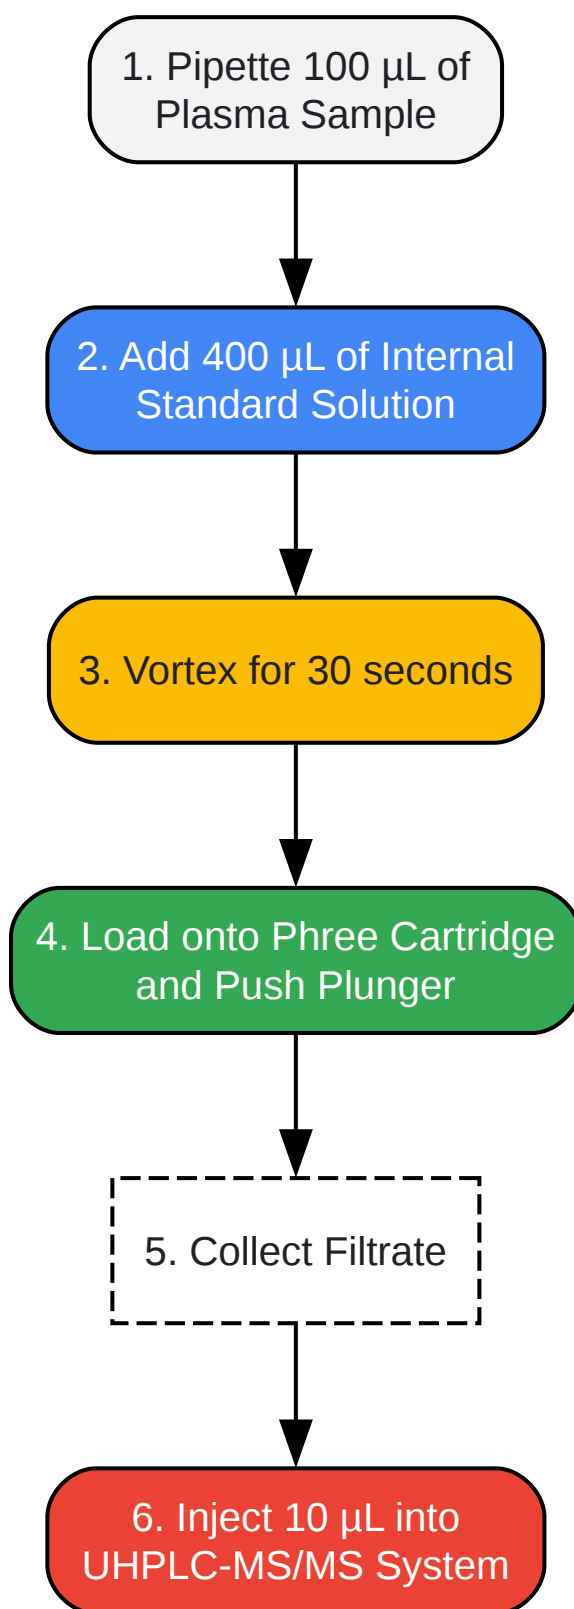 1. Pipette 100 µL of
Plasma Sample
2. Add 400 µL of Internal
Standard Solution
3. Vortex for 30 seconds
4. Load onto Phree Cartridge
and Push Plunger
5. Collect Filtrate
6. Inject 10 µL into
UHPLC-MS/MS System